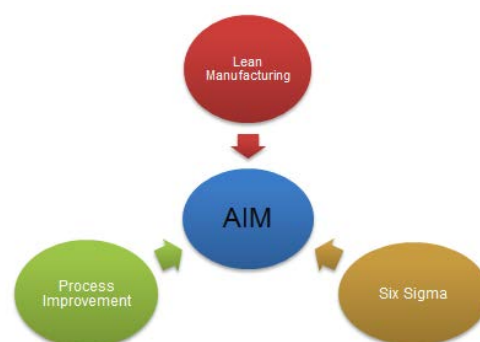 Lean
Manufacturing
AIM
Process
Improvement
Six Sigma